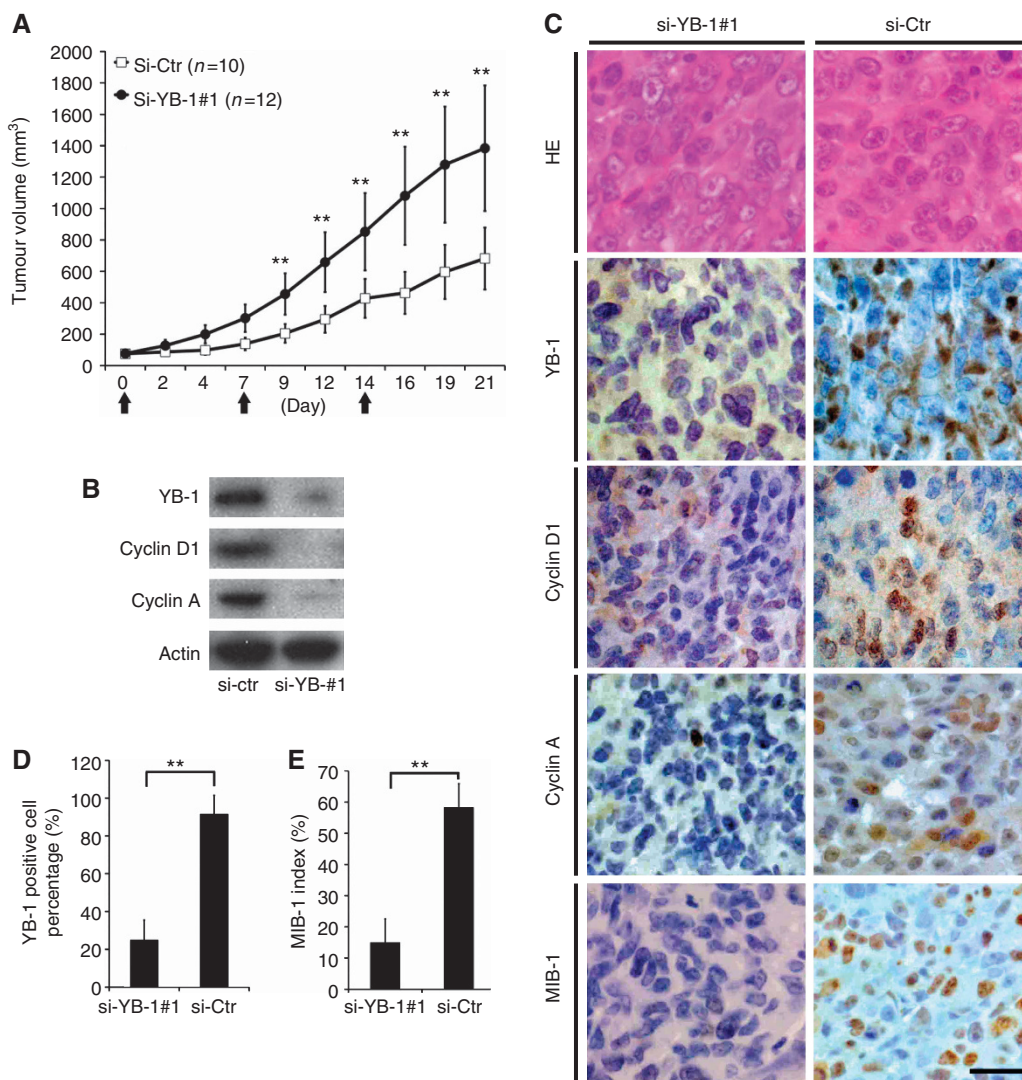 A
Tumour volume (mm³)
2000
1800
1600
1400
1200
1000
800
600
400
200
0
Si-Ctr (n=10)
Si-YB-1#1 (n=12)
** ** ** ** ** ** **
0 2 4 7 9 12 14 16 19 21
(Day)
B
YB-1
Cyclin D1
Cyclin A
Actin
si-ctr si-YB-#1
C
si-YB-1#1 si-Ctr
HE
YB-1
Cyclin D1
Cyclin A
MIB-1
D
YB-1 positive cell
percentage (%)
120
100
80
60
40
20
0
**
si-YB-1#1 si-Ctr
E
MIB-1 index (%)
70
60
50
40
30
20
10
0
**
si-YB-1#1 si-Ctr